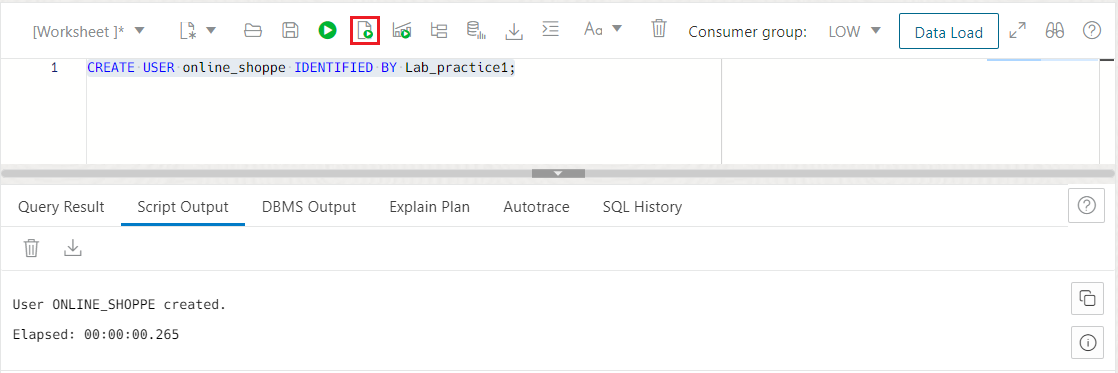 [Worksheet ]* Aa Consumer group: LOW Data Load
1 CREATE USER online_shoppe IDENTIFIED BY Lab_practice1;
Query Result Script Output DBMS Output Explain Plan Autotrace SQL History
User ONLINE_SHOPPE created.
Elapsed: 00:00:00.265